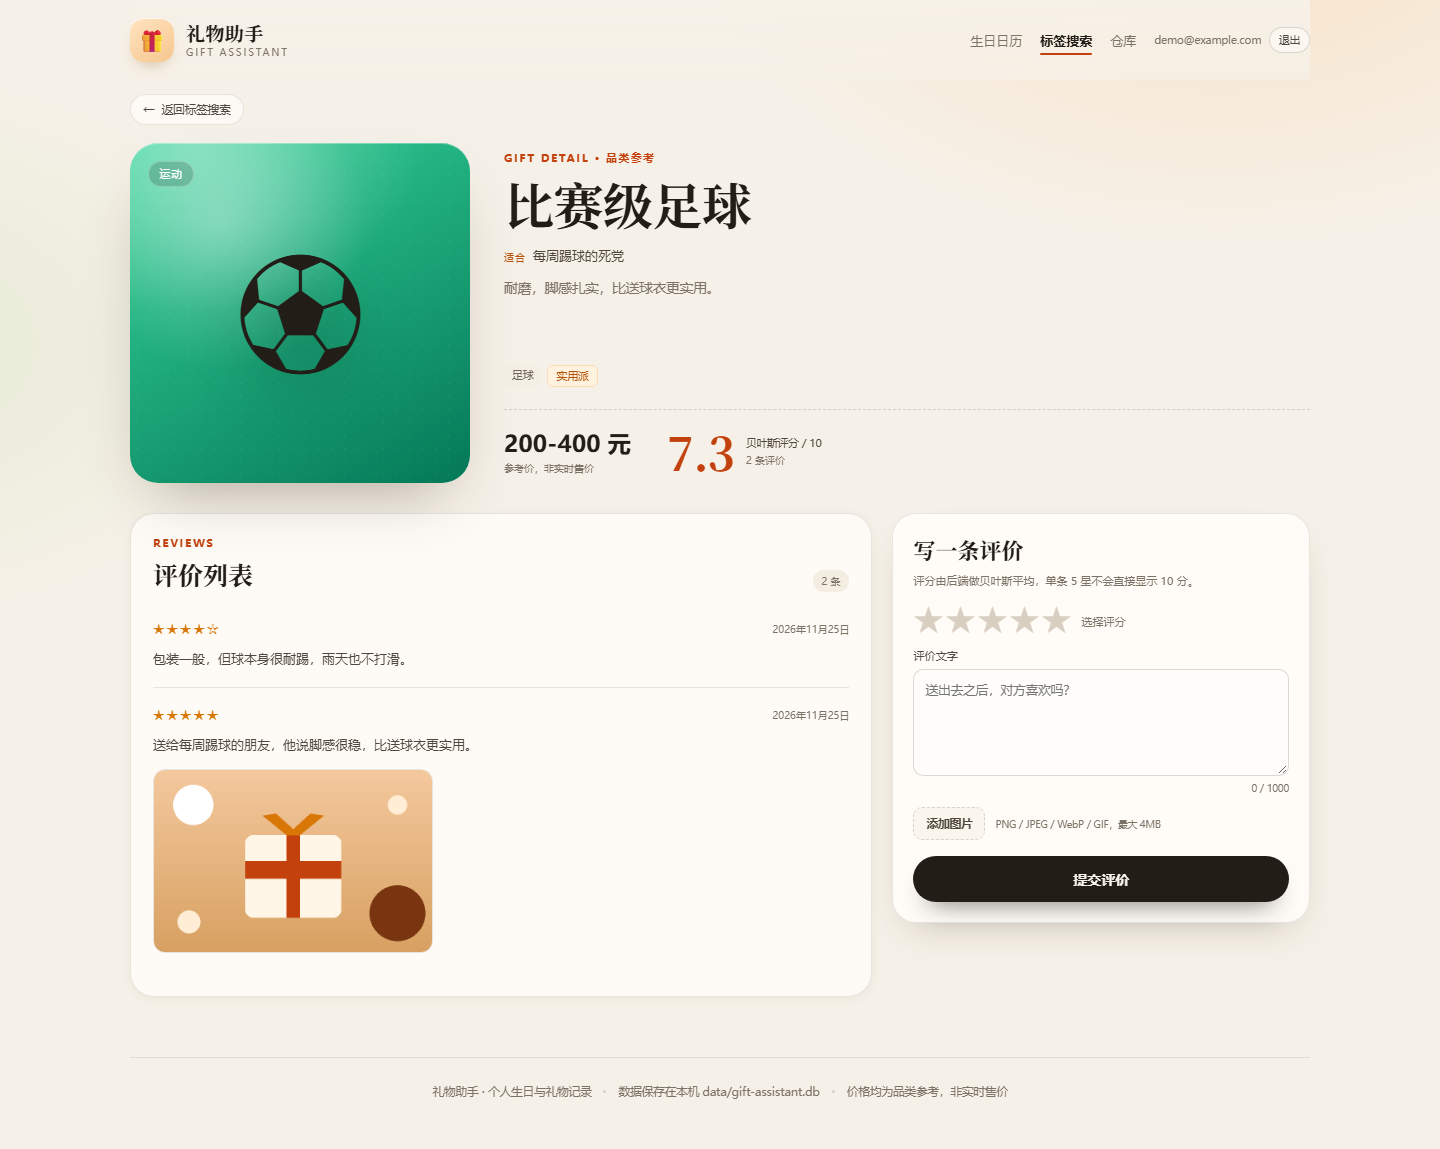 礼物助手
GIFT ASSISTANT
生日日历 标签搜索 仓库 demo@example.com 退出
← 返回标签搜索
运动
GIFT DETAIL • 品类参考
比赛级足球
适合 每周踢球的死党
耐磨，脚感扎实，比送球衣更实用。
足球 实用派
200-400 元
参考价，非实时售价
7.3
贝叶斯评分 / 10
2 条评价
REVIEWS
评价列表
2 条
★★★★☆ 2026年11月25日
包装一般，但球本身很耐踢，雨天也不打滑。
★★★★★ 2026年11月25日
送给每周踢球的朋友，他说脚感很稳，比送球衣更实用。
写一条评价
评分由后端做贝叶斯平均，单条 5 星不会直接显示 10 分。
★★★★★ 选择评分
评价文字
送出去之后，对方喜欢吗？
0 / 1000
添加图片 PNG / JPEG / WebP / GIF，最大 4MB
提交评价
礼物助手 · 个人生日与礼物记录 • 数据保存在本机 data/gift-assistant.db • 价格均为品类参考，非实时售价